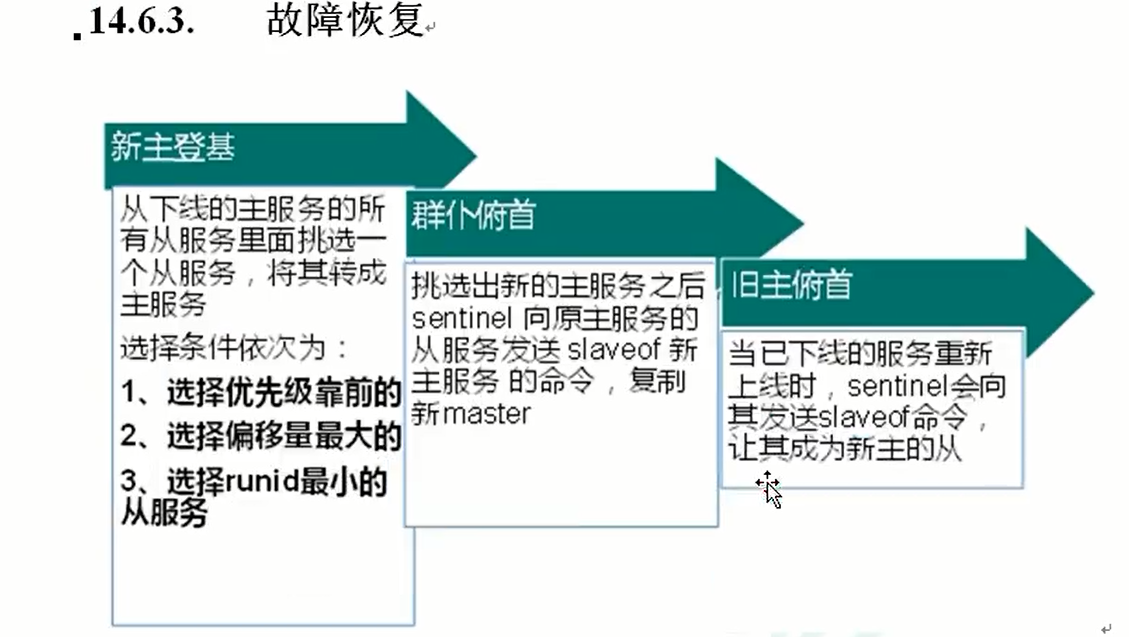 14.6.3. 故障恢复
新主登基
从下线的主服务的所
有从服务里面挑选一
个从服务，将其转成
主服务
选择条件依次为：
1、选择优先级靠前的
2、选择偏移量最大的
3、选择runid最小的
从服务
群仆俯首
挑选出新的主服务之后，
sentinel 向原主服务的
从服务发送 slaveof 新
主服务 的命令，复制
新master
旧主俯首
当已下线的服务重新
上线时，sentinel会向
其发送slaveof命令，
让其成为新主的从